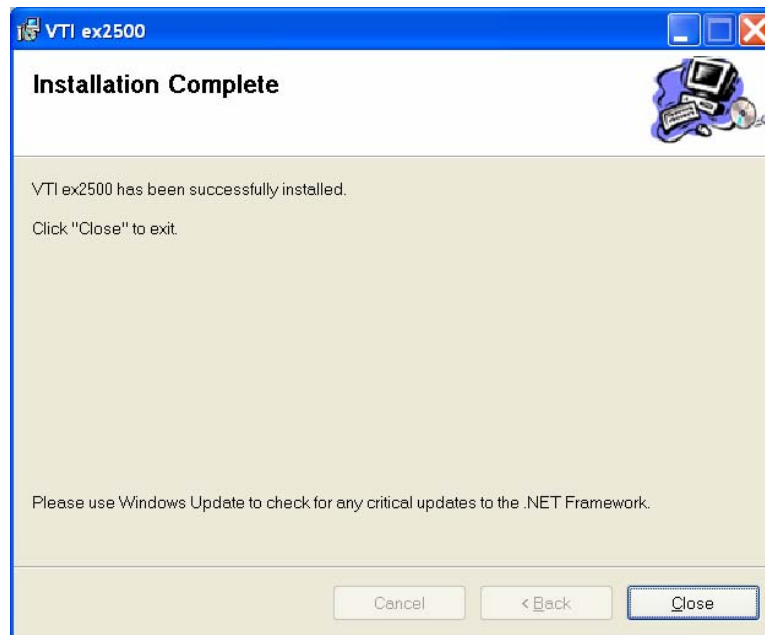 VTI ex2500
Installation Complete
VTI ex2500 has been successfully installed.
Click "Close" to exit.
Please use Windows Update to check for any critical updates to the .NET Framework.
Cancel
< Back
Close